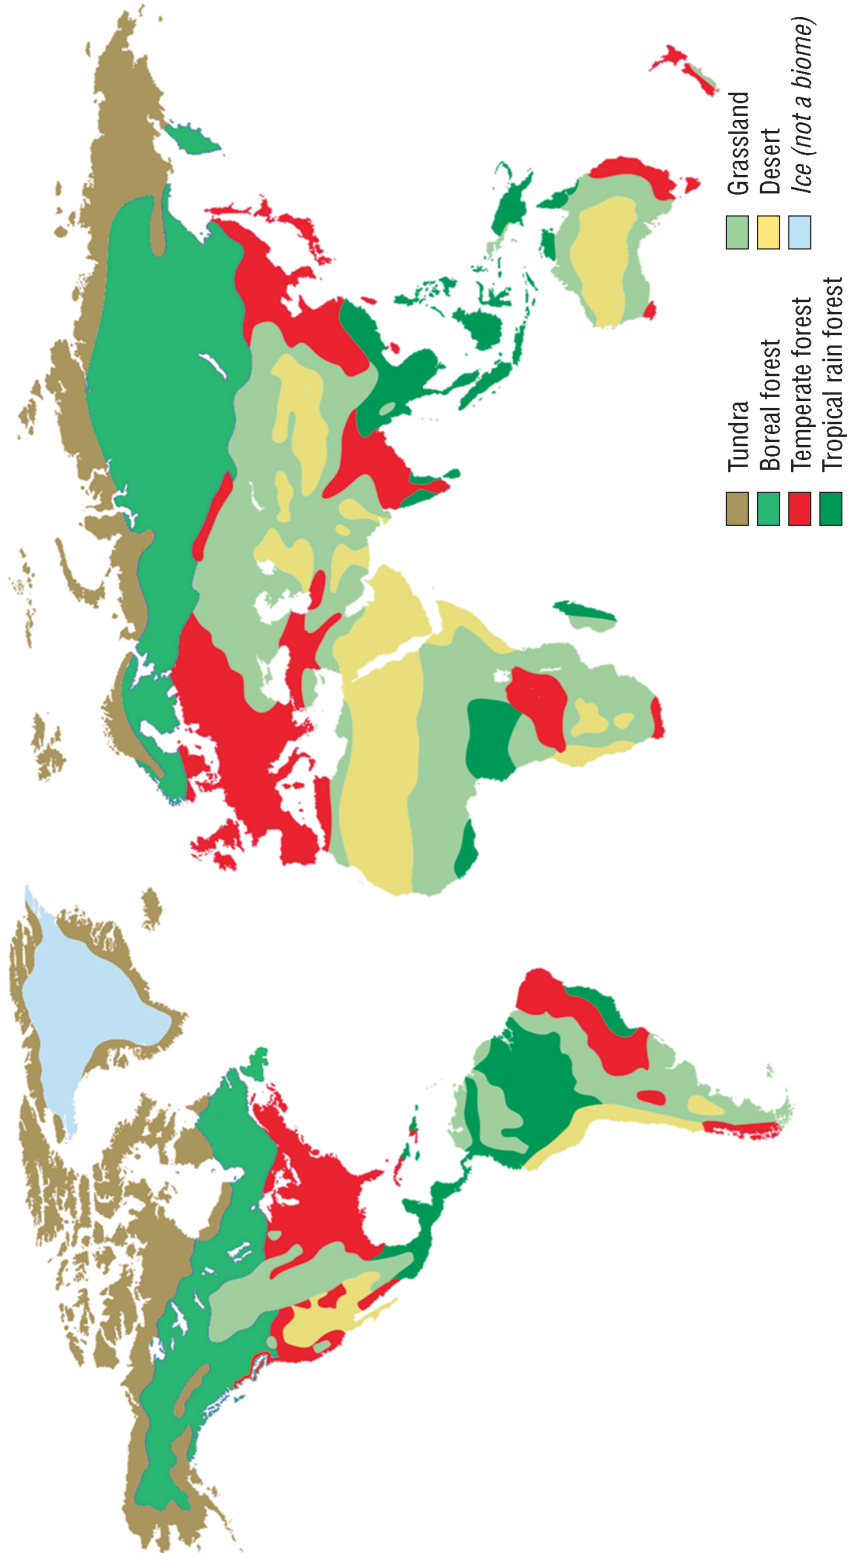 Tundra
Boreal forest
Temperate forest
Tropical rain forest
Grassland
Desert
Ice (not a biome)